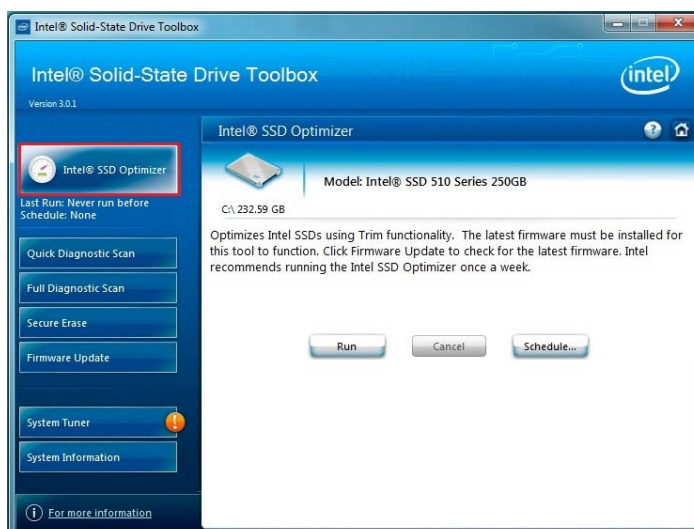 Intel® Solid-State Drive Toolbox
Intel® Solid-State Drive Toolbox
Version 3.0.1
intel
Intel® SSD Optimizer
Last Run: Never run before
Schedule: None
Quick Diagnostic Scan
Full Diagnostic Scan
Secure Erase
Firmware Update
System Tuner
!
System Information
i
For more information
Intel® SSD Optimizer
?
Model: Intel® SSD 510 Series 250GB
C:\ 232.59 GB
Optimizes Intel SSDs using Trim functionality. The latest firmware must be installed for
this tool to function. Click Firmware Update to check for the latest firmware. Intel
recommends running the Intel SSD Optimizer once a week.
Run
Cancel
Schedule...